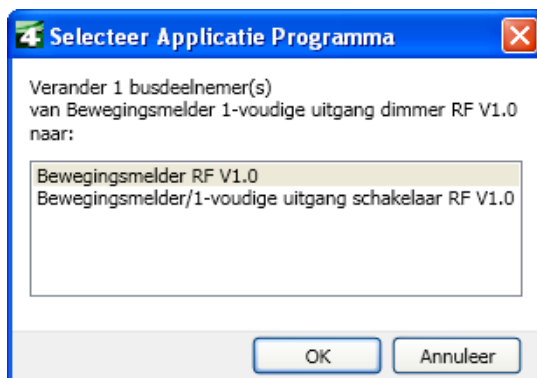 4 Selecteer Applicatie Programma
Verander 1 busdeelnemer(s)
van Bewegingsmelder 1-voudige uitgang dimmer RF V1.0
naar:
Bewegingsmelder RF V1.0
Bewegingsmelder/1-voudige uitgang schakelaar RF V1.0
OK Annuleer